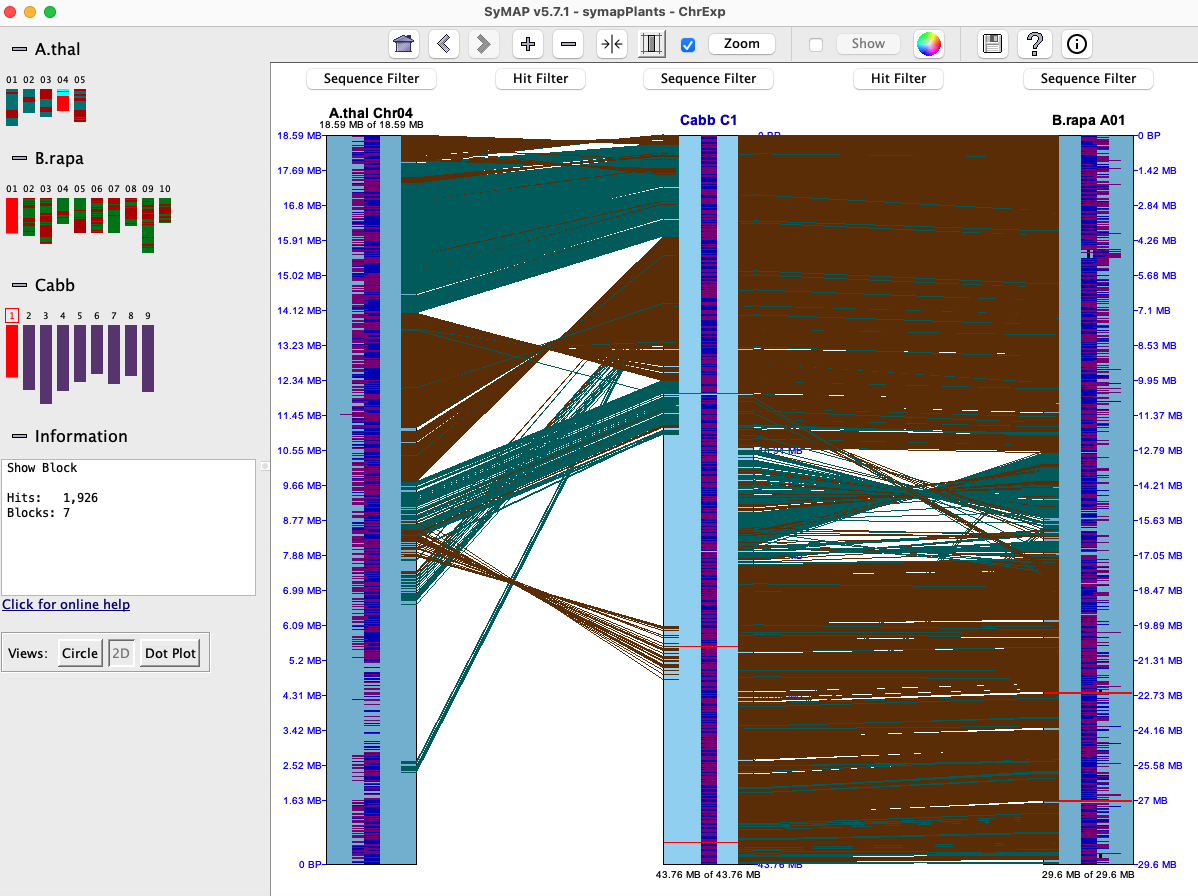 SyMAP v5.7.1 - symapPlants - ChrExp
A.thal
01 02 03 04 05
B.rapa
01 02 03 04 05 06 07 08 09 10
Cabb
1 2 3 4 5 6 7 8 9
Information
Show Block
Hits: 1,926
Blocks: 7
Click for online help
Views: Circle 2D Dot Plot
Zoom Show
Sequence Filter Hit Filter Sequence Filter Hit Filter Sequence Filter
A.thal Chr04 Cabb C1 B.rapa A01
18.59 MB of 18.59 MB
18.59 MB 0 BP 0 BP
17.69 MB 1.42 MB
16.8 MB 2.84 MB
15.91 MB 4.26 MB
15.02 MB 5.68 MB
14.12 MB 7.1 MB
13.23 MB 8.53 MB
12.34 MB 9.95 MB
11.45 MB 11.37 MB
10.55 MB MB 12.79 MB
9.66 MB 14.21 MB
8.77 MB 15.63 MB
7.88 MB 17.05 MB
6.99 MB 18.47 MB
6.09 MB 19.89 MB
5.2 MB 21.31 MB
4.31 MB 22.73 MB
3.42 MB 24.16 MB
2.52 MB 25.58 MB
1.63 MB 27 MB
0 BP 43.76 MB 29.6 MB
43.76 MB of 43.76 MB 29.6 MB of 29.6 MB